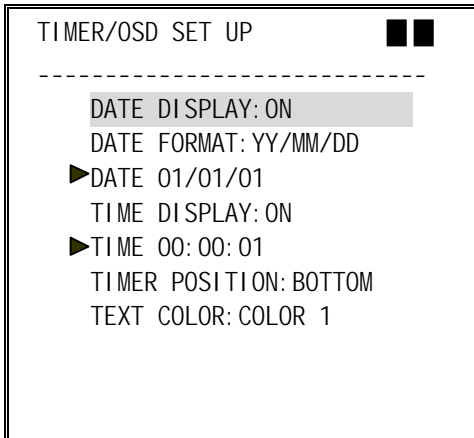 TIMER/OSD SET UP
----------------------------
DATE DISPLAY:ON
DATE FORMAT:YY/MM/DD
DATE 01/01/01
TIME DISPLAY:ON
TIME 00:00:01
TIMER POSITION:BOTTOM
TEXT COLOR:COLOR 1